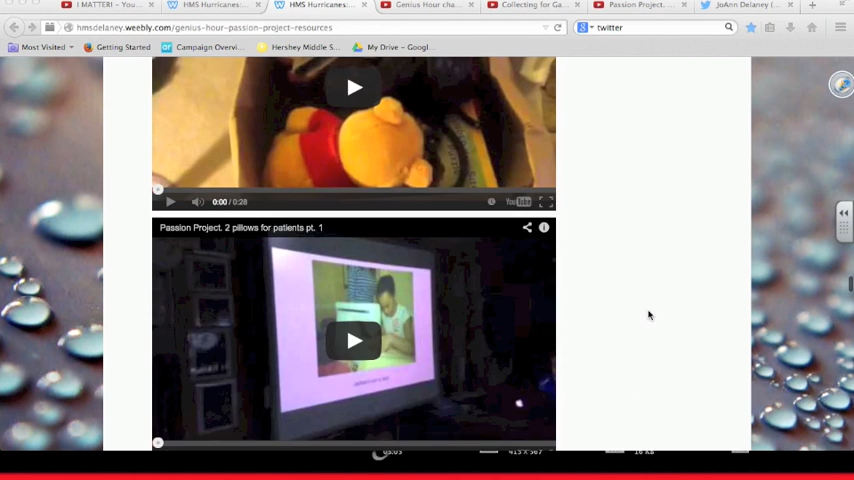 I MATTER! – You...
HMS Hurricanes:...
HMS Hurricanes:...
Genius Hour cha...
Collecting for Ga...
Passion Project. ...
JoAnn Delaney (...
hmsdelaney.weebly.com/genius-hour-passion-project-resources
twitter
Most Visited
Getting Started
Campaign Overvi...
Hershey Middle S...
My Drive – Googl...
0:00 / 0:28
YouTube
Passion Project. 2 pillows for patients pt. 1